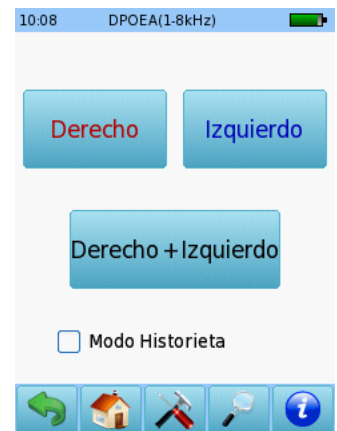 10:08 DPOEA(1-8kHz)
Derecho Izquierdo
Derecho + Izquierdo
Modo Historieta
i